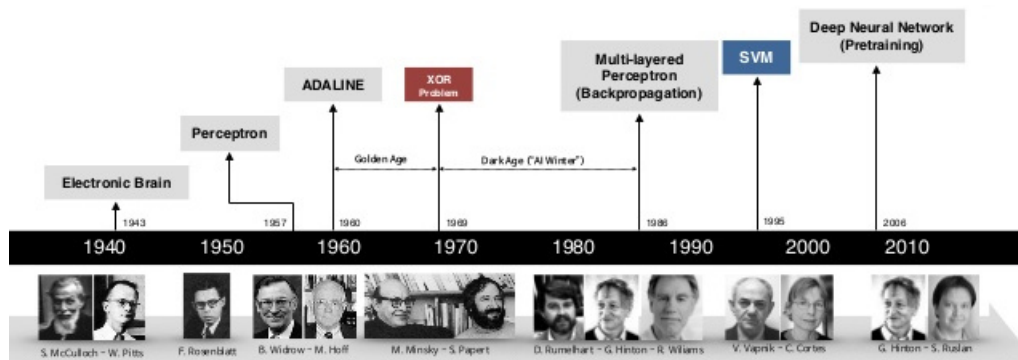 Deep Neural Network
(Pretraining)
Multi-layered
Perceptron
(Backpropagation)
SVM
ADALINE
XOR
Problem
Perceptron
Golden Age
Dark Age ("AI Winter")
Electronic Brain
1943
1957
1960
1969
1986
1995
2006
1940
1950
1960
1970
1980
1990
2000
2010
S. McCulloch – W. Pitts
F. Rosenblatt
B. Widrow – M. Hoff
M. Minsky – S. Papert
D. Rumelhart – G. Hinton – R. Wiliams
V. Vapnik – C. Cortes
G. Hinton – S. Ruslan